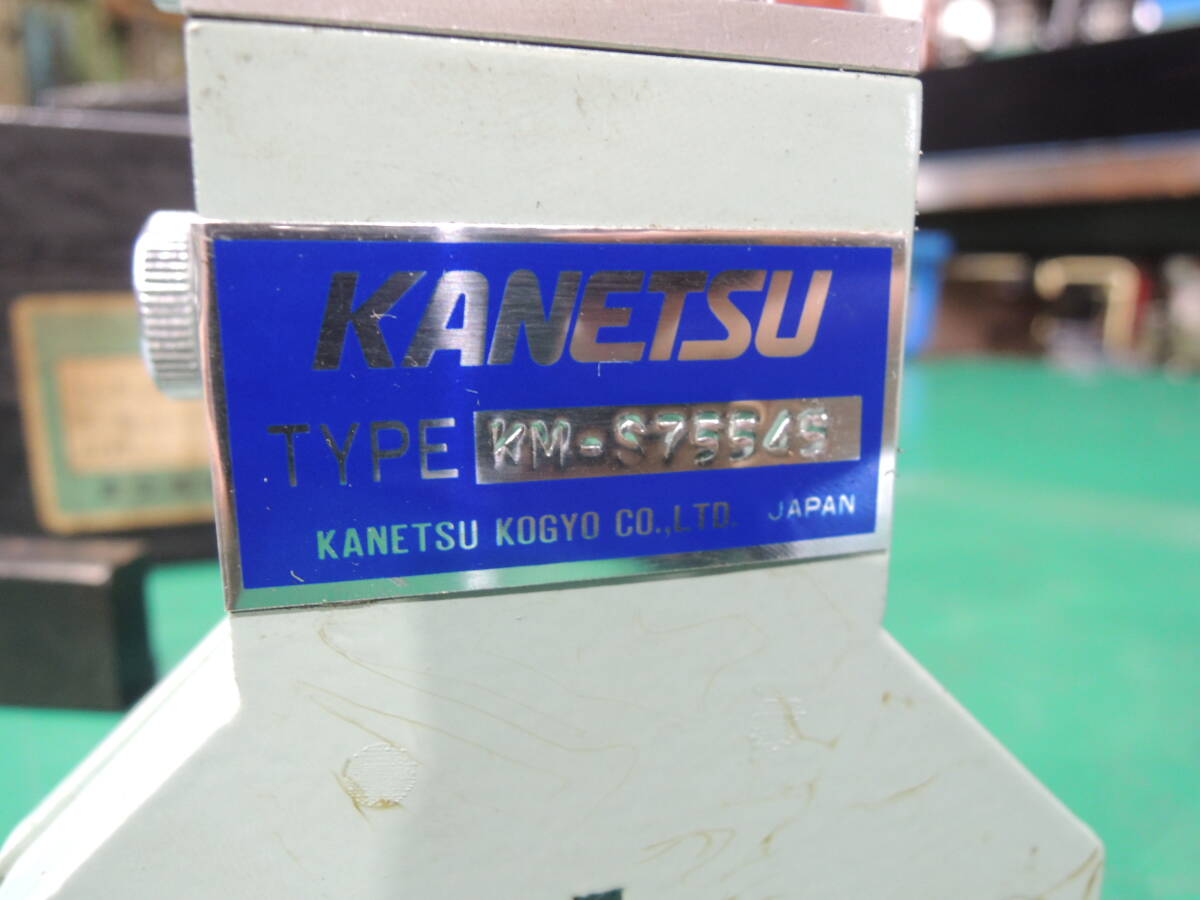 KANETSU
TYPE KM-S7554S
KANETSU KOGYO CO.,LTD. JAPAN